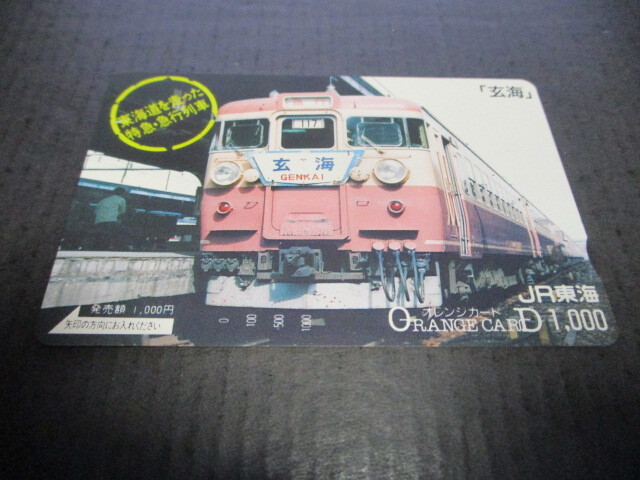 東海道を走った
特急・急行列車
「玄海」
117
玄海
GENKAI
JR東海
オレンジカード
ORANGE CARD 1,000
発売額 1,000円
矢印の方向にお入れください
0 100 500 1000